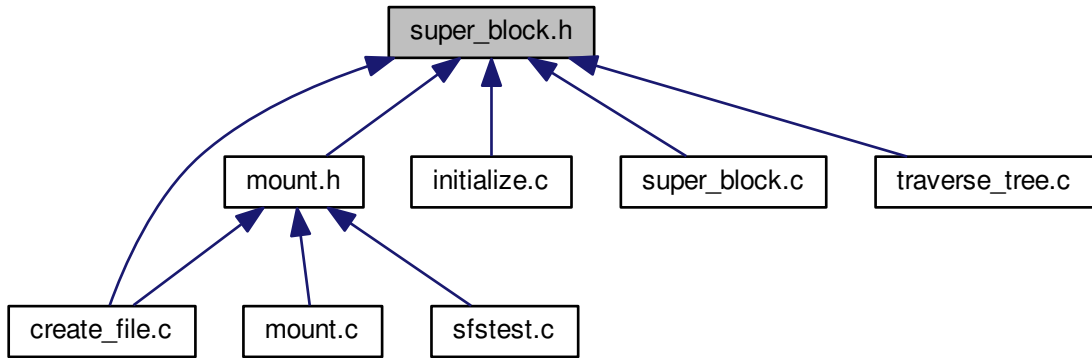 super_block.h
mount.h
initialize.c
super_block.c
traverse_tree.c
create_file.c
mount.c
sfstest.c